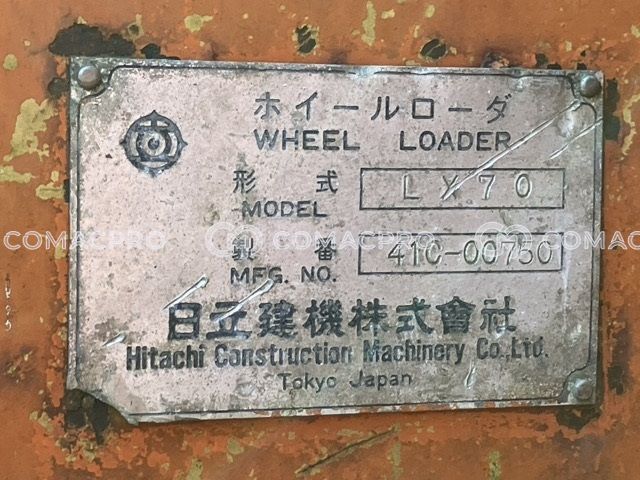 ホイールローダ
WHEEL LOADER
形式 LX70
MODEL
COMACPRO COMACPRO COMAC
製番 41C-00750
MFG. NO.
日立建機株式會社
Hitachi Construction Machinery Co., Ltd.
Tokyo Japan